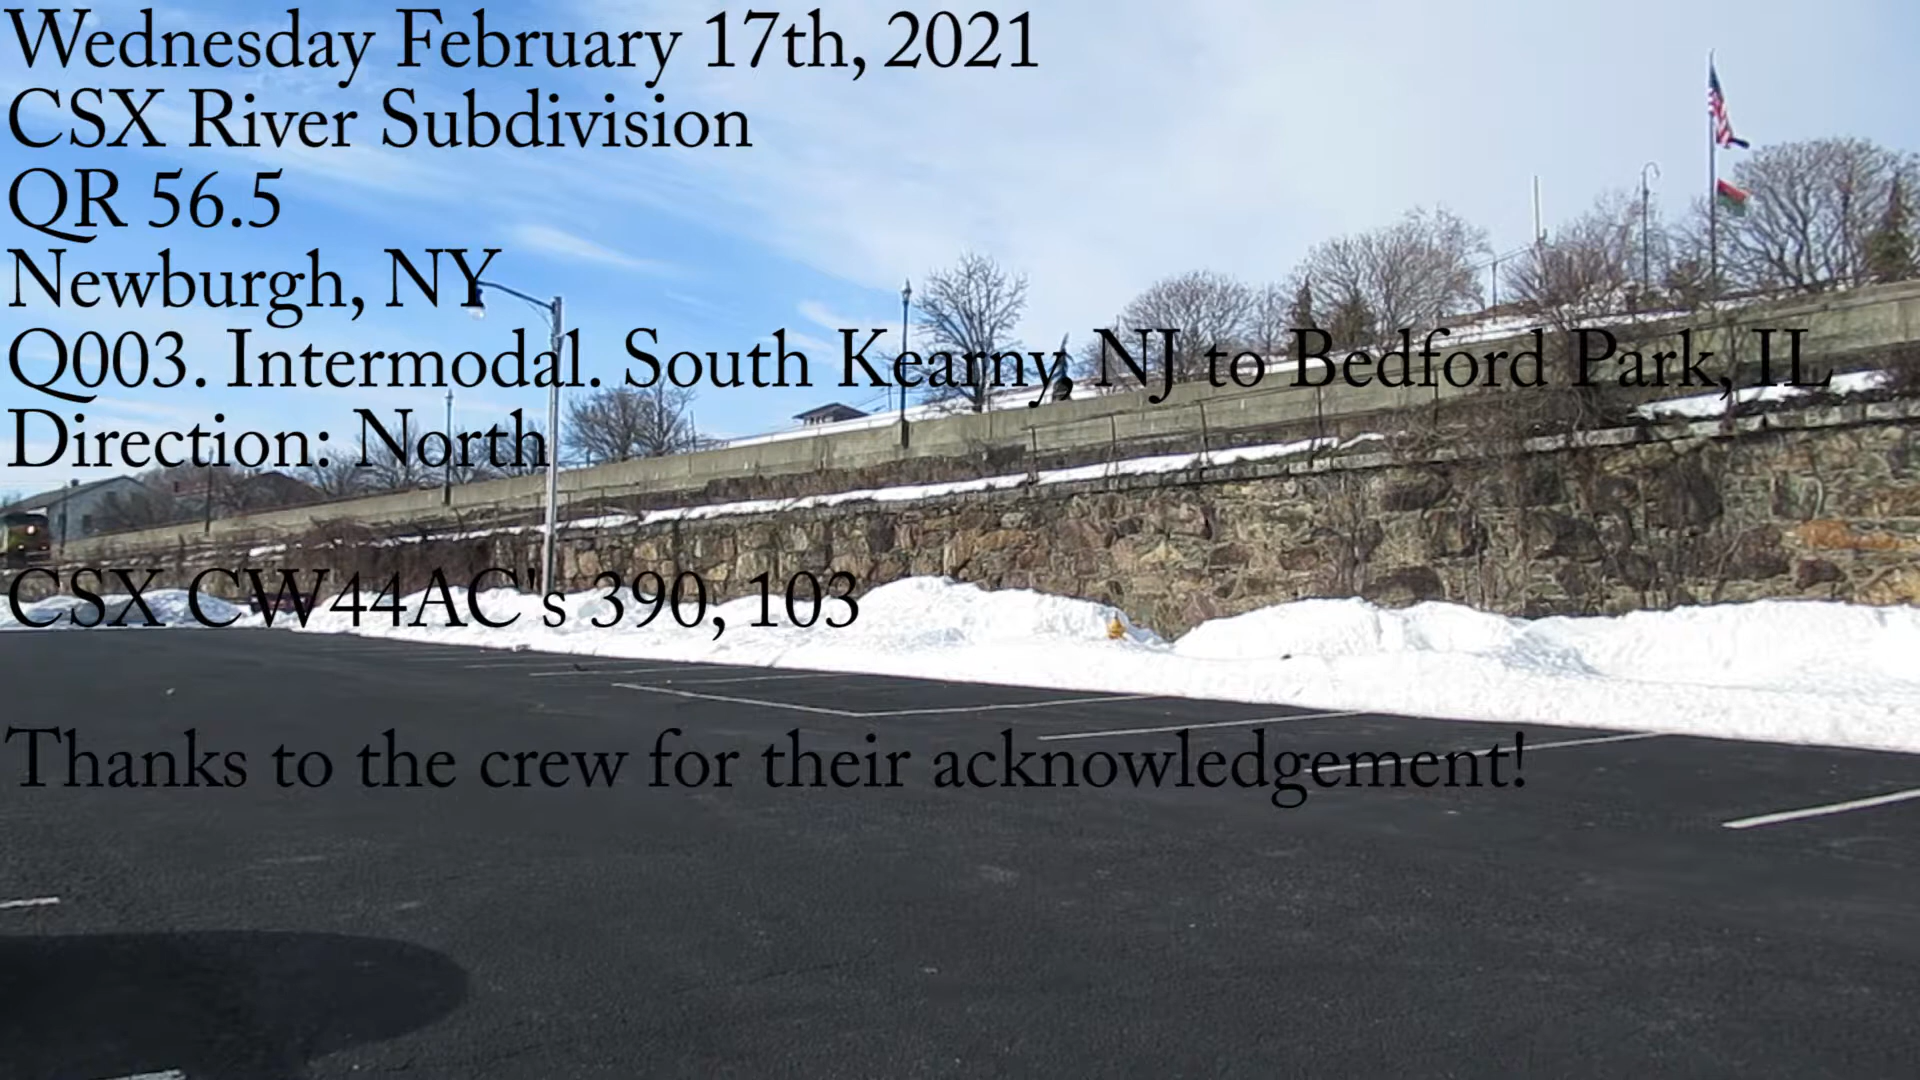 Wednesday February 17th, 2021
CSX River Subdivision
QR 56.5
Newburgh, NY
Q003. Intermodal. South Kearny, NJ to Bedford Park, IL
Direction: North
CSX CW44AC's 390, 103
Thanks to the crew for their acknowledgement!